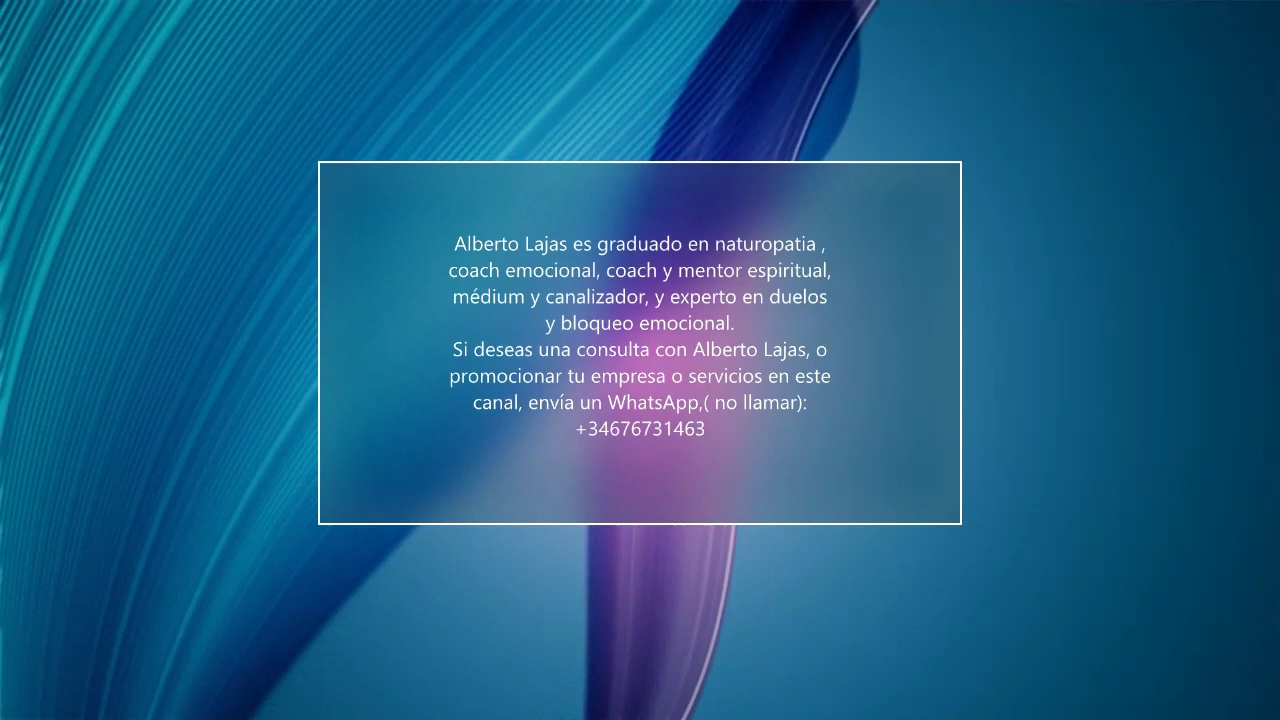 Alberto Lajas es graduado en naturopatia ,
coach emocional, coach y mentor espiritual,
médium y canalizador, y experto en duelos
y bloqueo emocional.
Si deseas una consulta con Alberto Lajas, o
promocionar tu empresa o servicios en este
canal, envía un WhatsApp,( no llamar):
+34676731463